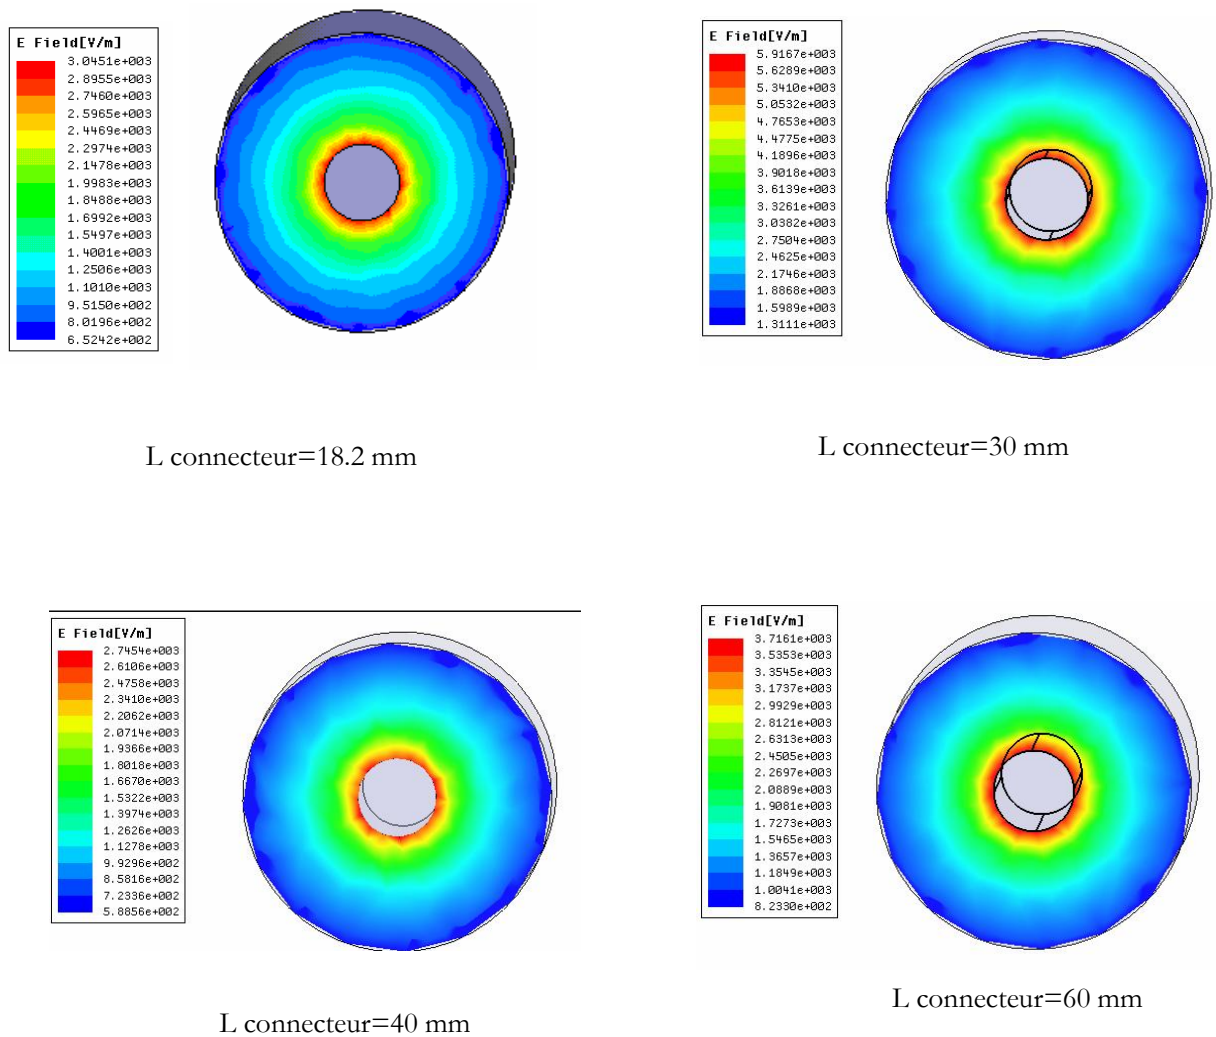 E Field[V/m]
3.0451e+003
2.8955e+003
2.7460e+003
2.5965e+003
2.4469e+003
2.2974e+003
2.1478e+003
1.9983e+003
1.8488e+003
1.6992e+003
1.5497e+003
1.4001e+003
1.2506e+003
1.1010e+003
9.5150e+002
8.0196e+002
6.5242e+002
L connecteur=18.2 mm
E Field[V/m]
5.9167e+003
5.6289e+003
5.3410e+003
5.0532e+003
4.7653e+003
4.4775e+003
4.1896e+003
3.9018e+003
3.6139e+003
3.3261e+003
3.0382e+003
2.7504e+003
2.4625e+003
2.1746e+003
1.8868e+003
1.5989e+003
1.3111e+003
L connecteur=30 mm
E Field[V/m]
2.7454e+003
2.6106e+003
2.4758e+003
2.3410e+003
2.2062e+003
2.0714e+003
1.9366e+003
1.8018e+003
1.6670e+003
1.5322e+003
1.3974e+003
1.2626e+003
1.1278e+003
9.9296e+002
8.5816e+002
7.2336e+002
5.8856e+002
L connecteur=40 mm
E Field[V/m]
3.7161e+003
3.5353e+003
3.3545e+003
3.1737e+003
2.9929e+003
2.8121e+003
2.6313e+003
2.4505e+003
2.2697e+003
2.0889e+003
1.9081e+003
1.7273e+003
1.5465e+003
1.3657e+003
1.1849e+003
1.0041e+003
8.2330e+002
L connecteur=60 mm